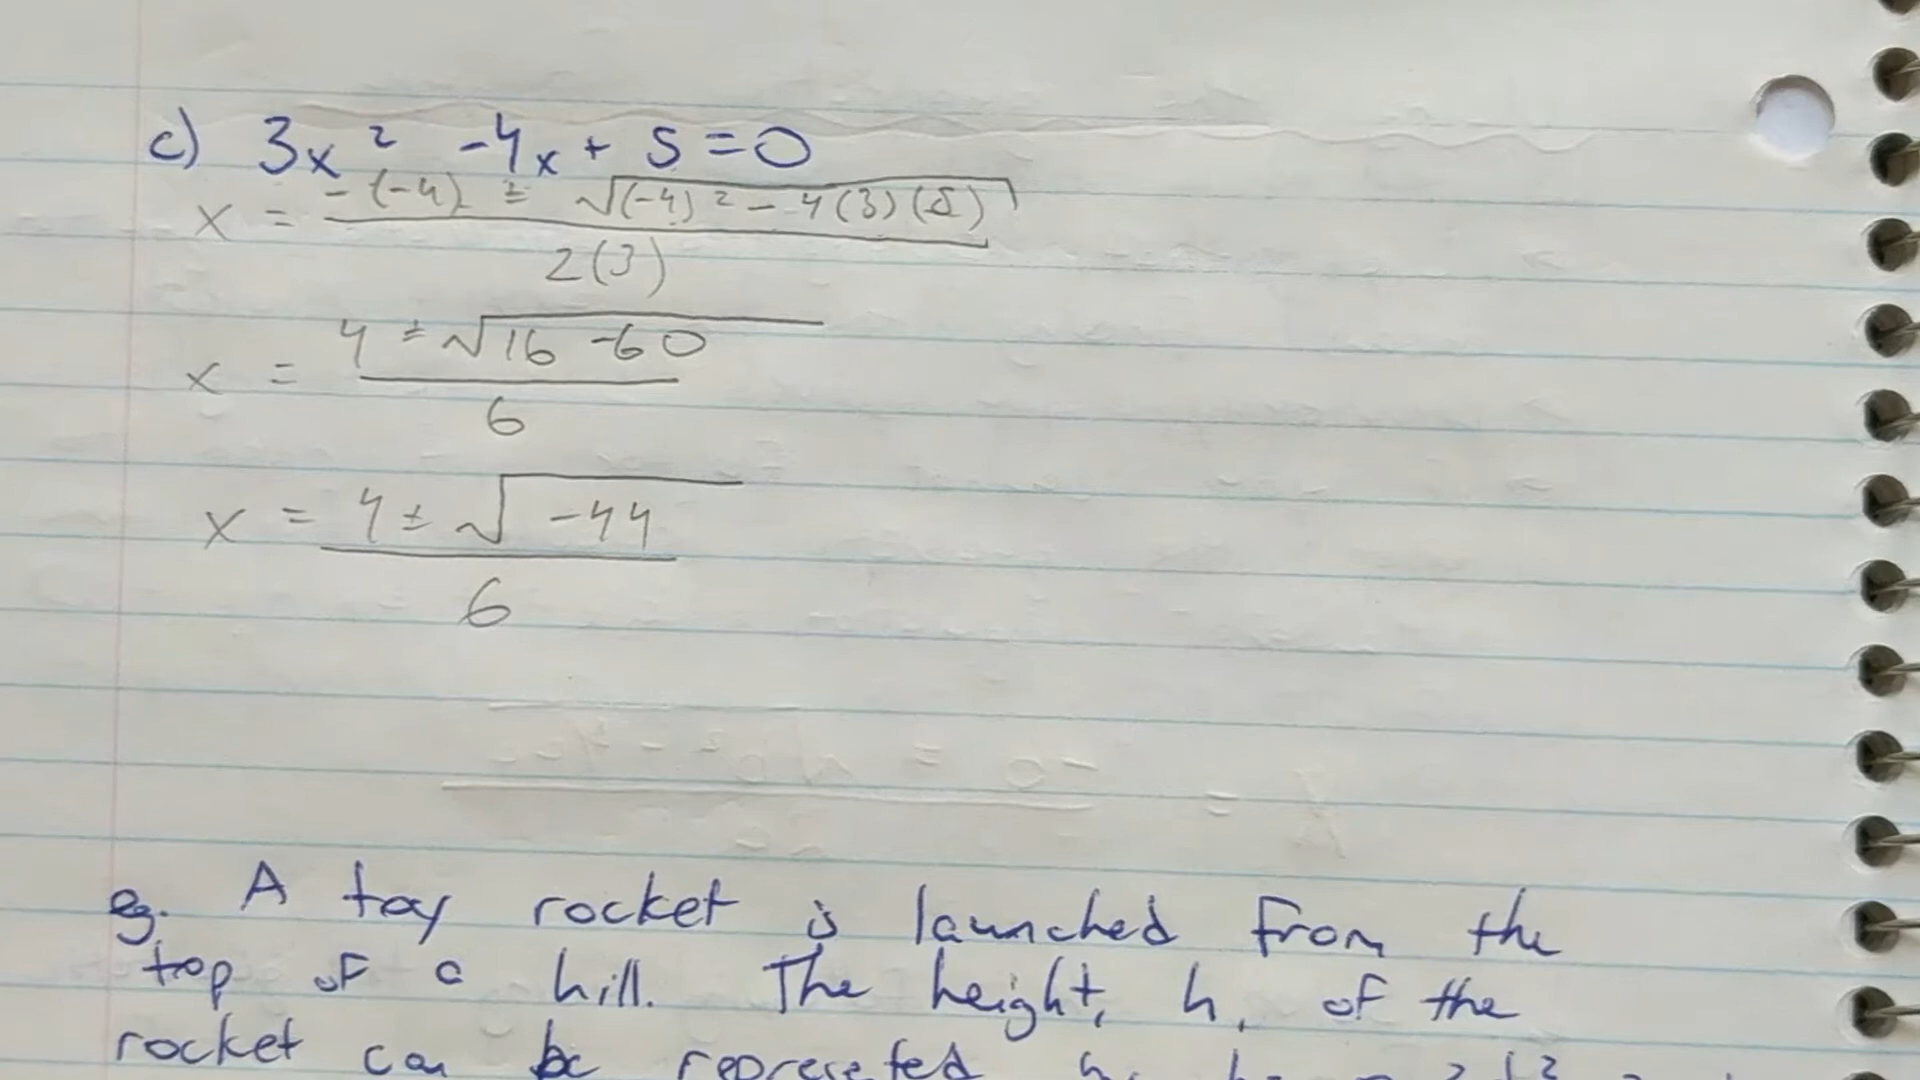 c) 3x² -4x + 5 = 0
x = -(-4) ± √(-4)² - 4(3)(5)
2(3)
x = 4 ± √16 -60
6
x = 4 ± √-44
6
eg. A toy rocket is launched from the
top of a hill. The height, h, of the
rocket can be